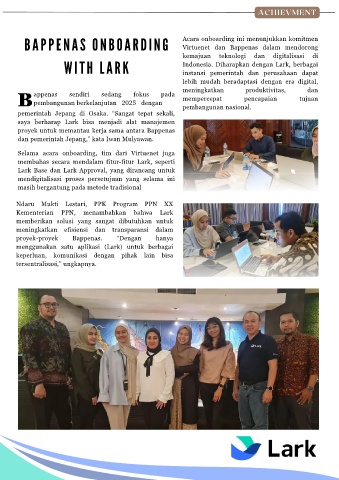 ACHIEVMENT
BAPPENAS ONBOARDING
WITH LARK
Bappenas sendiri sedang fokus pada
pembangunan berkelanjutan 2025 dengan
pemerintah Jepang di Osaka. "Sangat tepat sekali,
saya berharap Lark bisa menjadi alat manajemen
proyek untuk memantau kerja sama antara Bappenas
dan pemerintah Jepang," kata Iwan Mulyawan.
Selama acara onboarding, tim dari Virtuenet juga
membahas secara mendalam fitur-fitur Lark, seperti
Lark Base dan Lark Approval, yang dirancang untuk
mendigitalisasi proses persetujuan yang selama ini
masih bergantung pada metode tradisional
Ndaru Mukti Lestari, PPK Program PPN XX
Kementerian PPN, menambahkan bahwa Lark
memberikan solusi yang sangat dibutuhkan untuk
meningkatkan efisiensi dan transparansi dalam
proyek-proyek Bappenas. "Dengan hanya
menggunakan satu aplikasi (Lark) untuk berbagai
keperluan, komunikasi dengan pihak lain bisa
tersentralisasi," ungkapnya.
Acara onboarding ini menunjukkan komitmen
Virtuenet dan Bappenas dalam mendorong
kemajuan teknologi dan digitalisasi di
Indonesia. Diharapkan dengan Lark, berbagai
instansi pemerintah dan perusahaan dapat
lebih mudah beradaptasi dengan era digital,
meningkatkan produktivitas, dan
mempercepat pencapaian tujuan
pembangunan nasional.
Lark